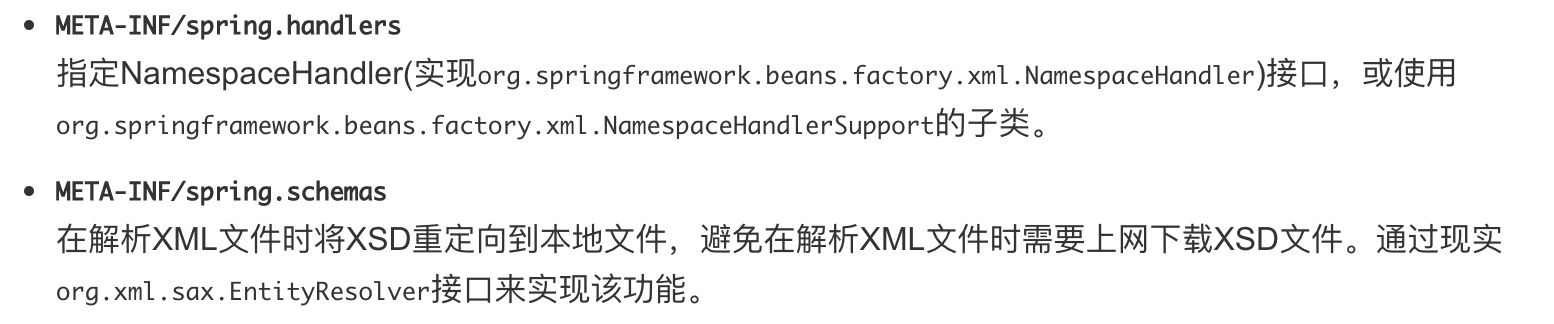 META-INF/spring.handlers
指定NamespaceHandler(实现org.springframework.beans.factory.xml.NamespaceHandler)接口，或使用
org.springframework.beans.factory.xml.NamespaceHandlerSupport的子类。
META-INF/spring.schemas
在解析XML文件时将XSD重定向到本地文件，避免在解析XML文件时需要上网下载XSD文件。通过现实
org.xml.sax.EntityResolver接口来实现该功能。